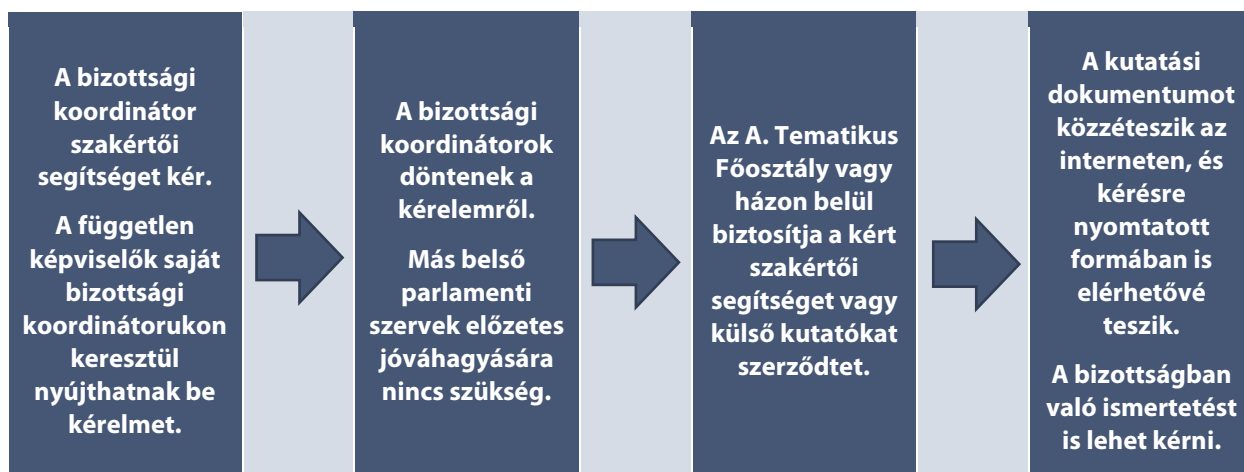 A bizottsági
koordinátor
szakértői
segítséget kér.
A független
képviselők saját
bizottsági
koordinátorukon
keresztül
nyújthatnak be
kérelmet.
A bizottsági
koordinátorok
döntenek a
kérelemről.
Más belső
parlamenti
szervek előzetes
jóváhagyására
nincs szükség.
Az A. Tematikus
Főosztály vagy
házon belül
biztosítja a kért
szakértői
segítséget vagy
külső kutatókat
szerződtet.
A kutatási
dokumentumot
közzéteszik az
interneten, és
kérésre
nyomtatott
formában is
elérhetővé
teszik.
A bizottságban
való ismertetést
is lehet kérni.